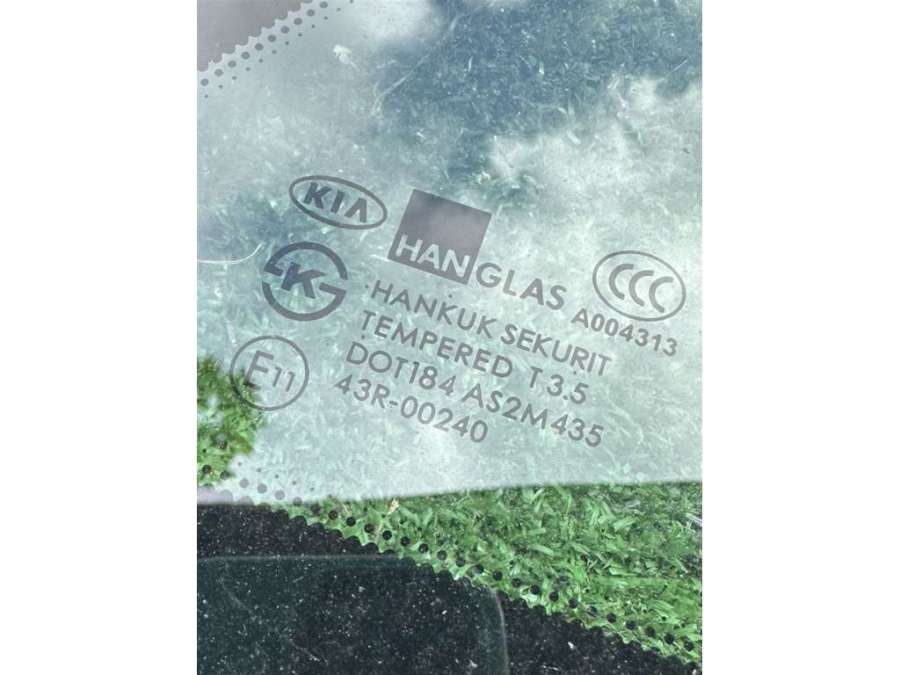 KIA
HANGLAS
CCC
A004313
K
HANKUK SEKURIT
TEMPERED T3.5
E11
DOT184 AS2M435
43R-00240